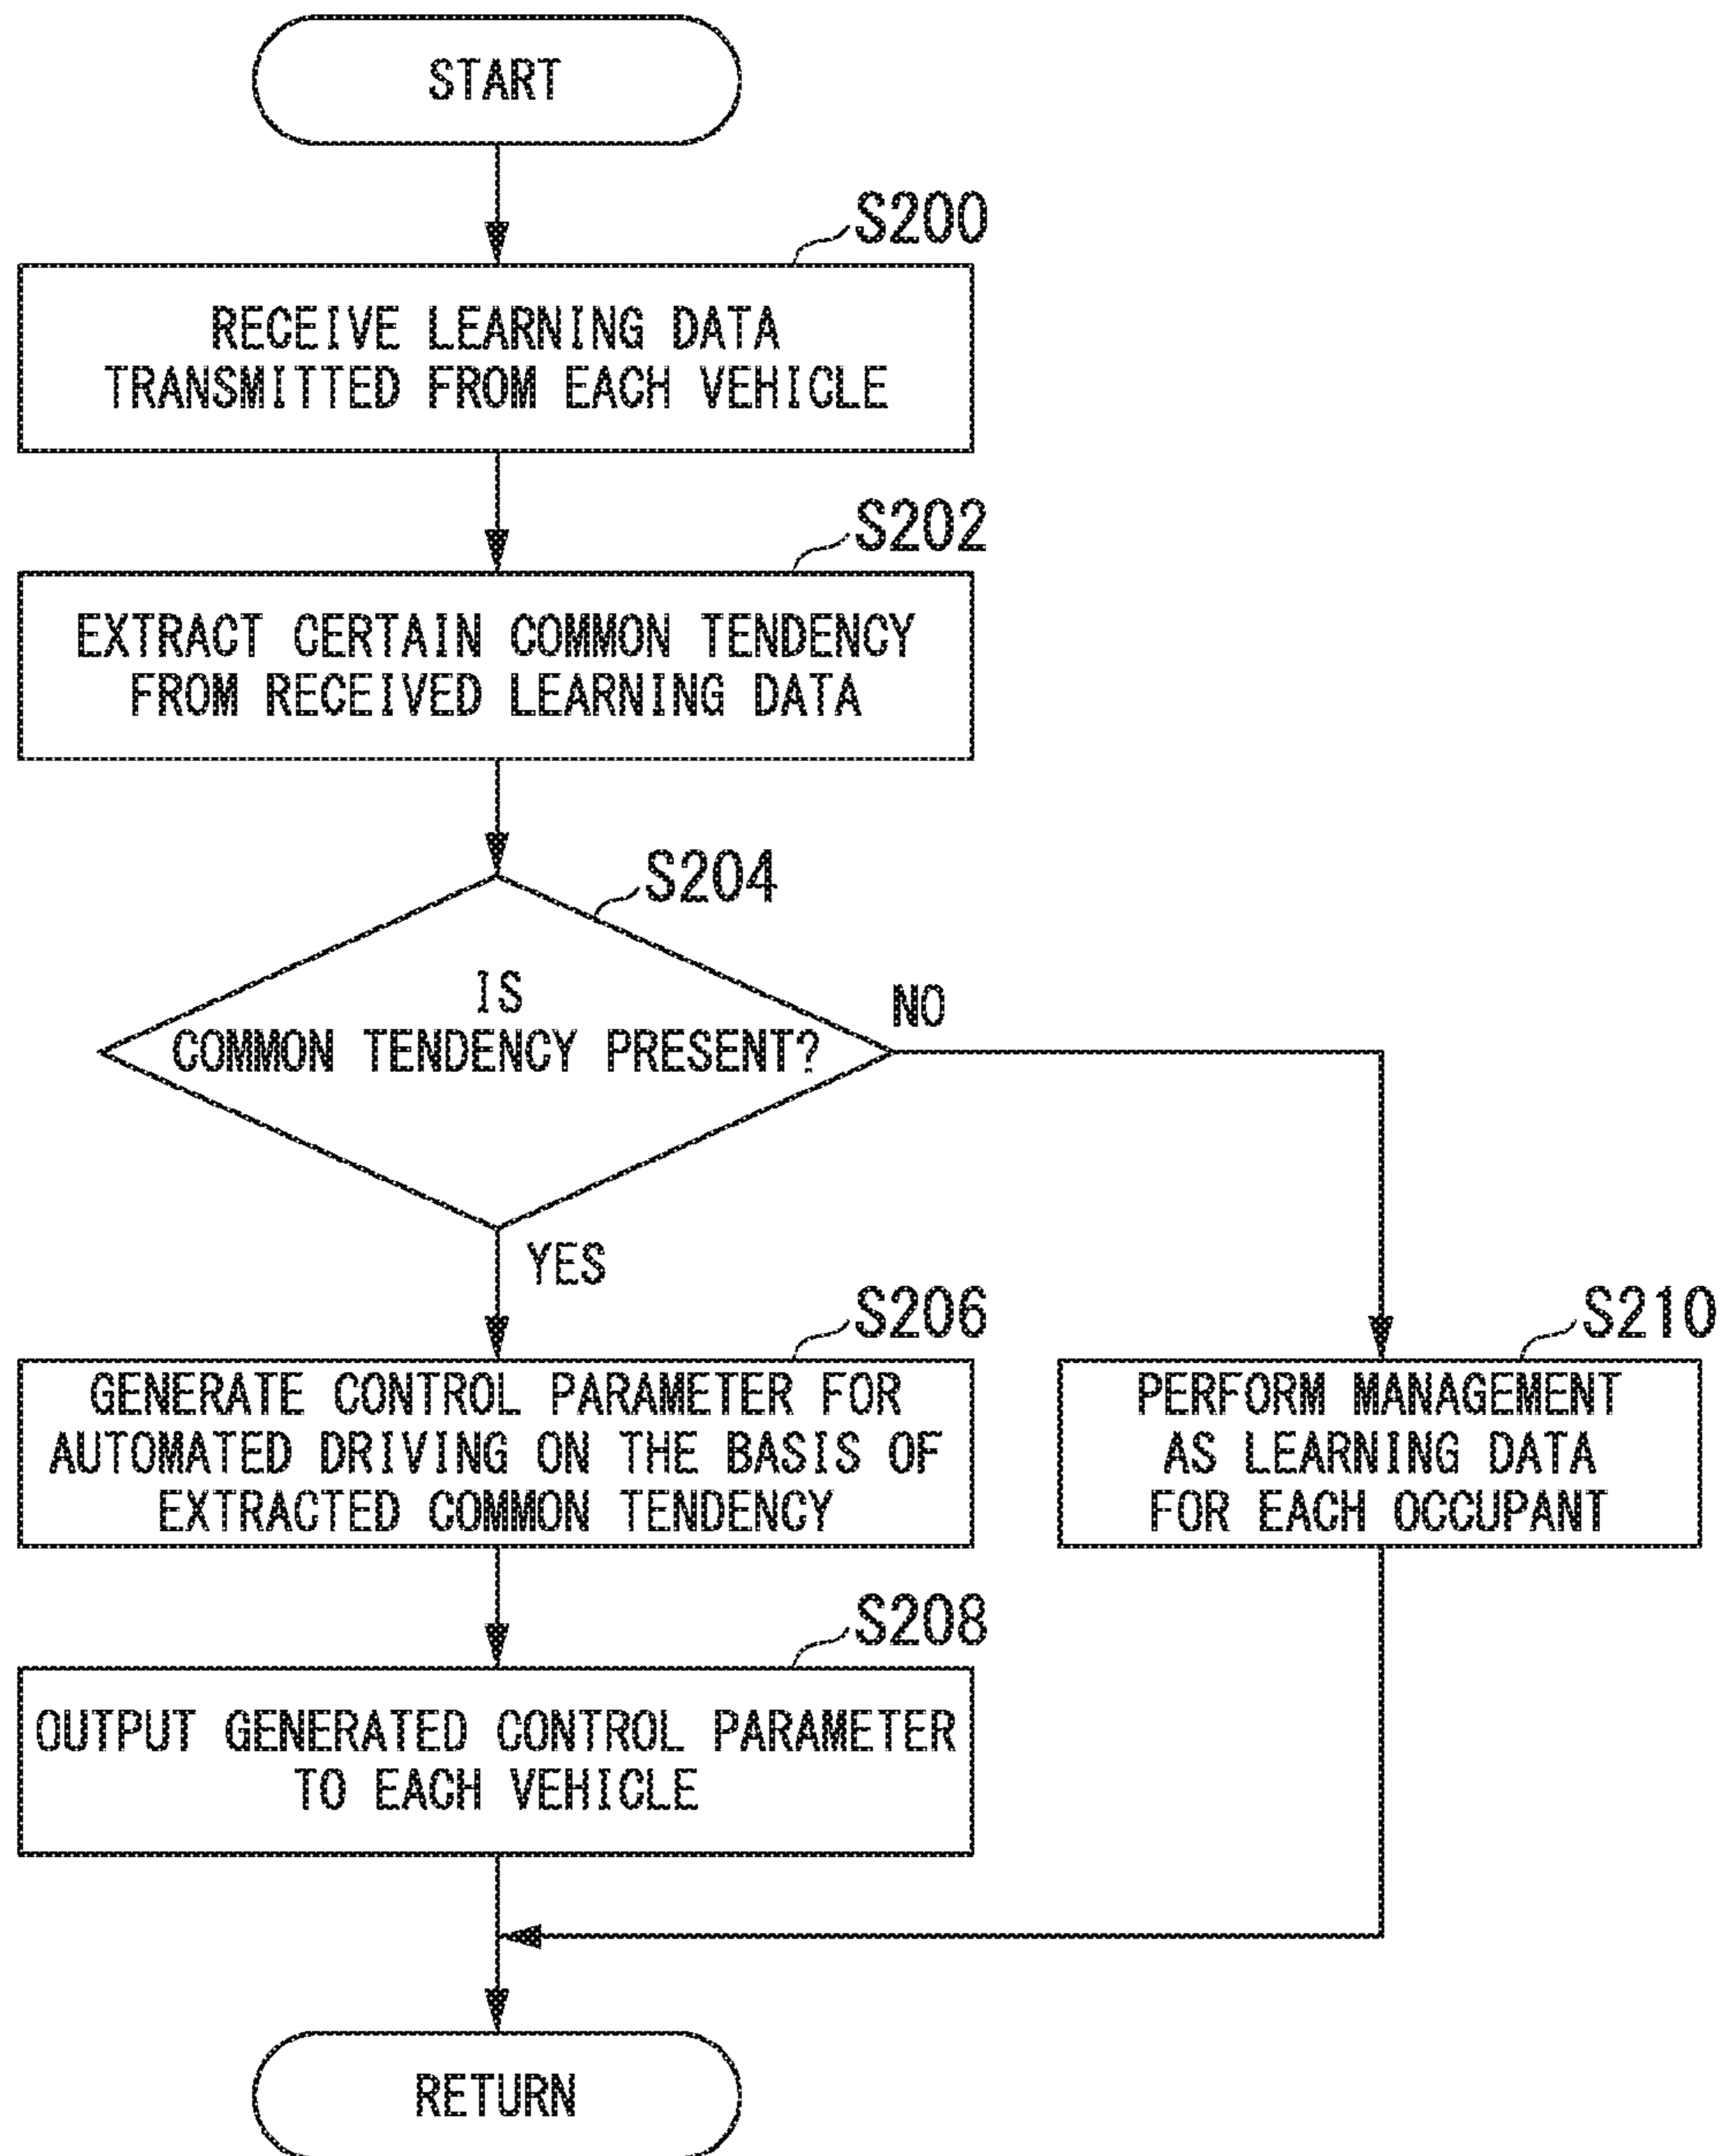 START
S200
RECEIVE LEARNING DATA
TRANSMITTED FROM EACH VEHICLE
S202
EXTRACT CERTAIN COMMON TENDENCY
FROM RECEIVED LEARNING DATA
S204
IS
COMMON TENDENCY PRESENT?
NO
YES
S206
GENERATE CONTROL PARAMETER FOR
AUTOMATED DRIVING ON THE BASIS OF
EXTRACTED COMMON TENDENCY
S210
PERFORM MANAGEMENT
AS LEARNING DATA
FOR EACH OCCUPANT
S208
OUTPUT GENERATED CONTROL PARAMETER
TO EACH VEHICLE
RETURN